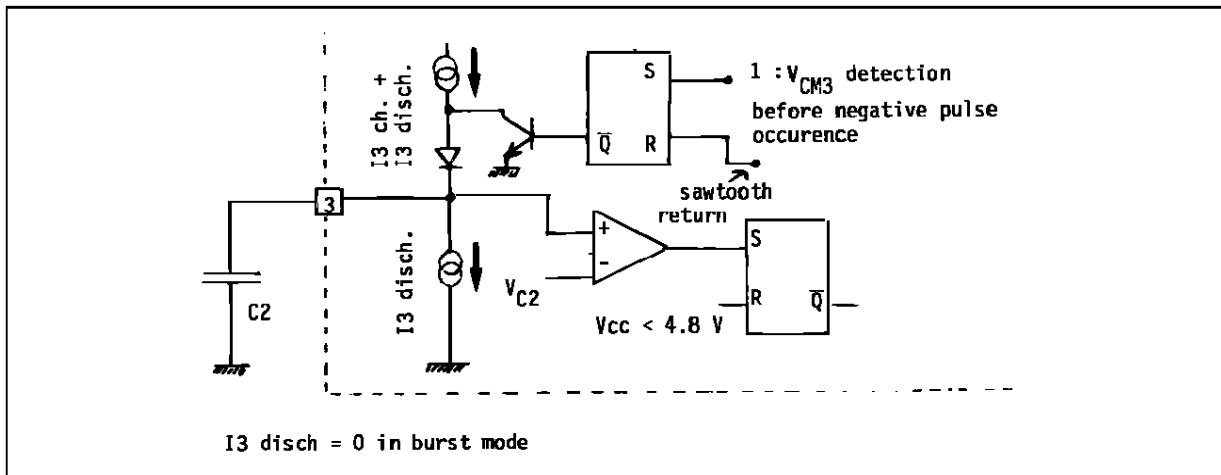 I3 ch. +
I3 disch.
S
Q̅
R
1 : VCM3 detection
before negative pulse
occurence
sawtooth
return
3
C2
I3 disch.
+
-
VC2
S
R
Q̅
Vcc < 4.8 V
I3 disch = 0 in burst mode